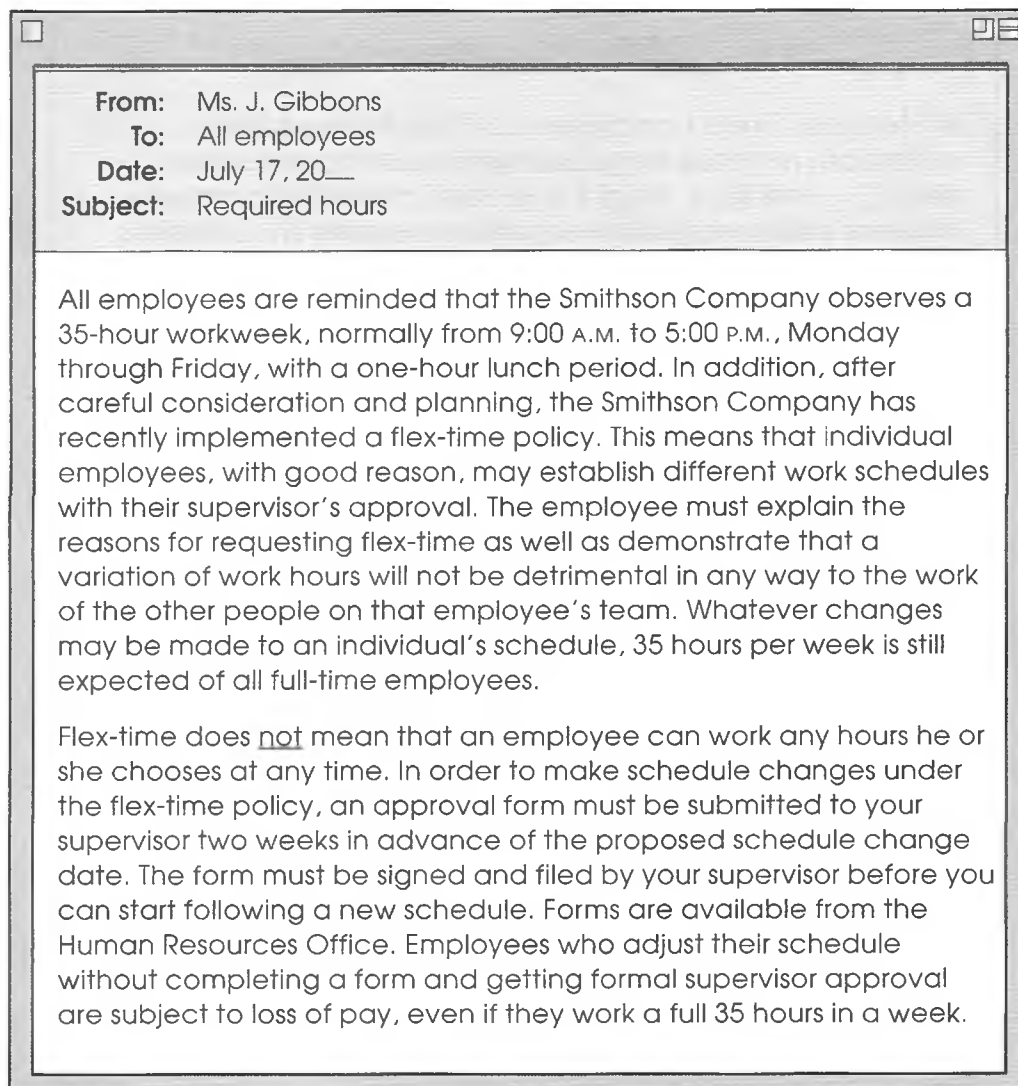 From: Ms. J. Gibbons
To: All employees
Date: July 17, 20__
Subject: Required hours
All employees are reminded that the Smithson Company observes a
35-hour workweek, normally from 9:00 A.M. to 5:00 P.M., Monday
through Friday, with a one-hour lunch period. In addition, after
careful consideration and planning, the Smithson Company has
recently implemented a flex-time policy. This means that individual
employees, with good reason, may establish different work schedules
with their supervisor's approval. The employee must explain the
reasons for requesting flex-time as well as demonstrate that a
variation of work hours will not be detrimental in any way to the work
of the other people on that employee's team. Whatever changes
may be made to an individual's schedule, 35 hours per week is still
expected of all full-time employees.
Flex-time does not mean that an employee can work any hours he or
she chooses at any time. In order to make schedule changes under
the flex-time policy, an approval form must be submitted to your
supervisor two weeks in advance of the proposed schedule change
date. The form must be signed and filed by your supervisor before you
can start following a new schedule. Forms are available from the
Human Resources Office. Employees who adjust their schedule
without completing a form and getting formal supervisor approval
are subject to loss of pay, even if they work a full 35 hours in a week.